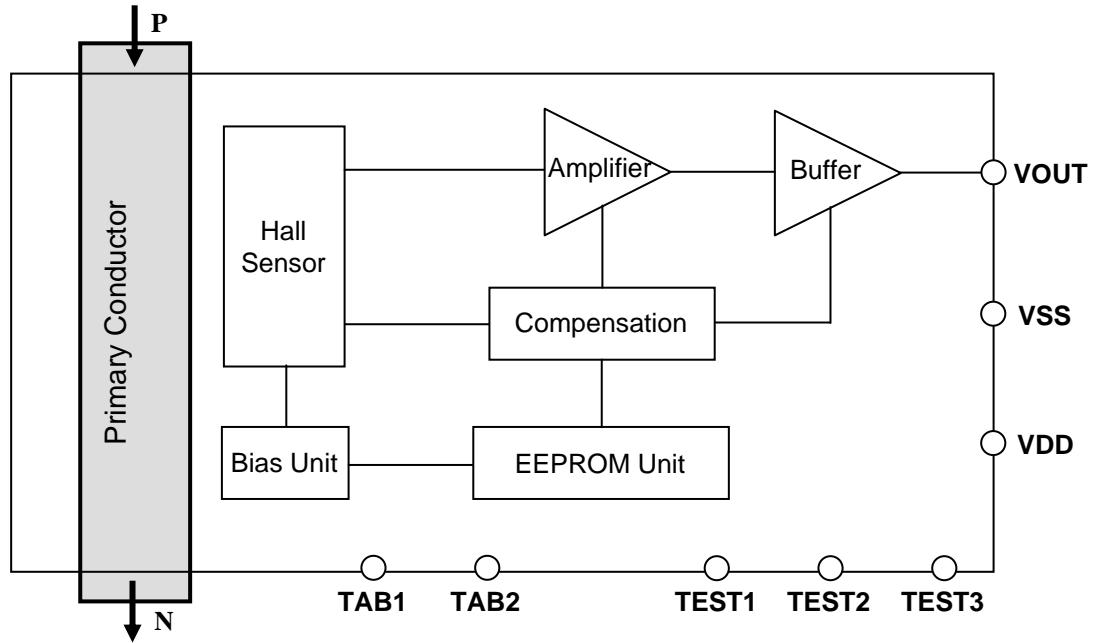 P
Primary Conductor
Hall
Sensor
Amplifier
Buffer
VOUT
Compensation
VSS
Bias Unit
EEPROM Unit
VDD
TAB1
TAB2
TEST1
TEST2
TEST3
N